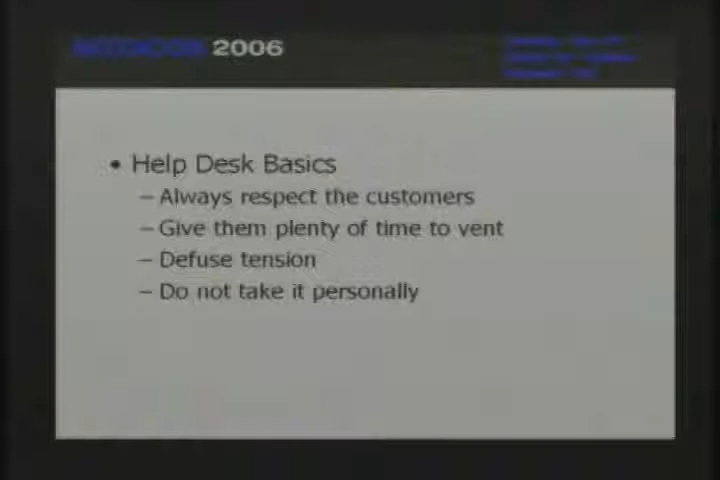 2006
• Help Desk Basics
– Always respect the customers
– Give them plenty of time to vent
– Defuse tension
– Do not take it personally